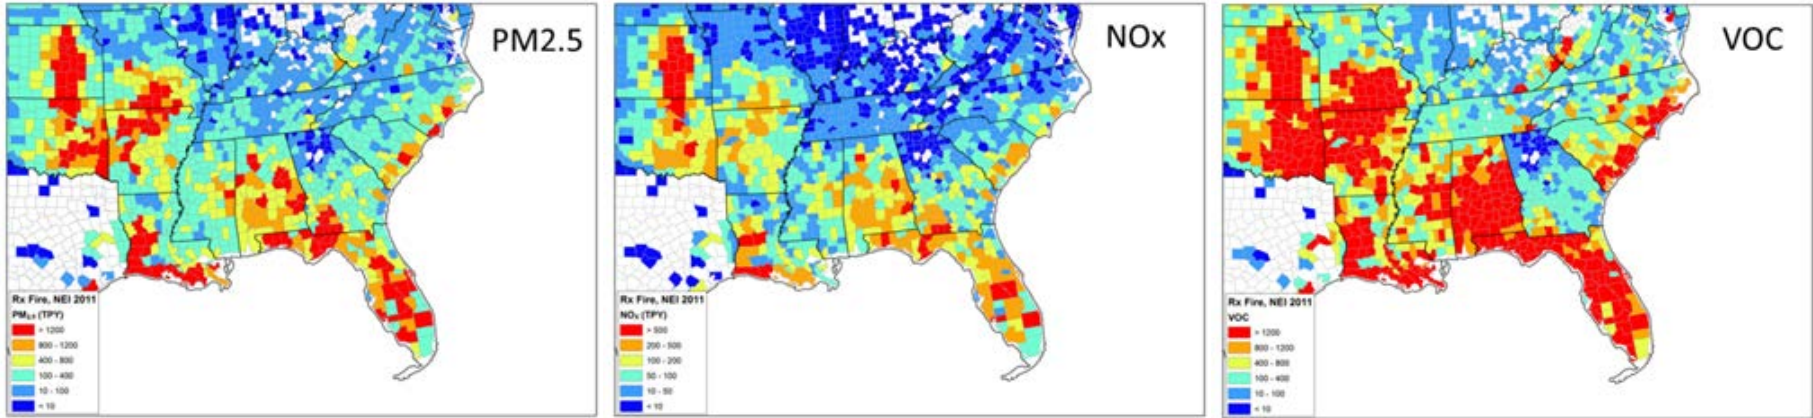 PM2.5
Rx Fire, NEI 2011
PM2.5 (TPY)
> 1200
800 - 1200
400 - 800
100 - 400
10 - 100
< 10
NOx
Rx Fire, NEI 2011
NOx (TPY)
> 500
200 - 500
100 - 200
50 - 100
10 - 50
< 10
VOC
Rx Fire, NEI 2011
VOC
> 1200
800 - 1200
400 - 800
100 - 400
10 - 100
< 10